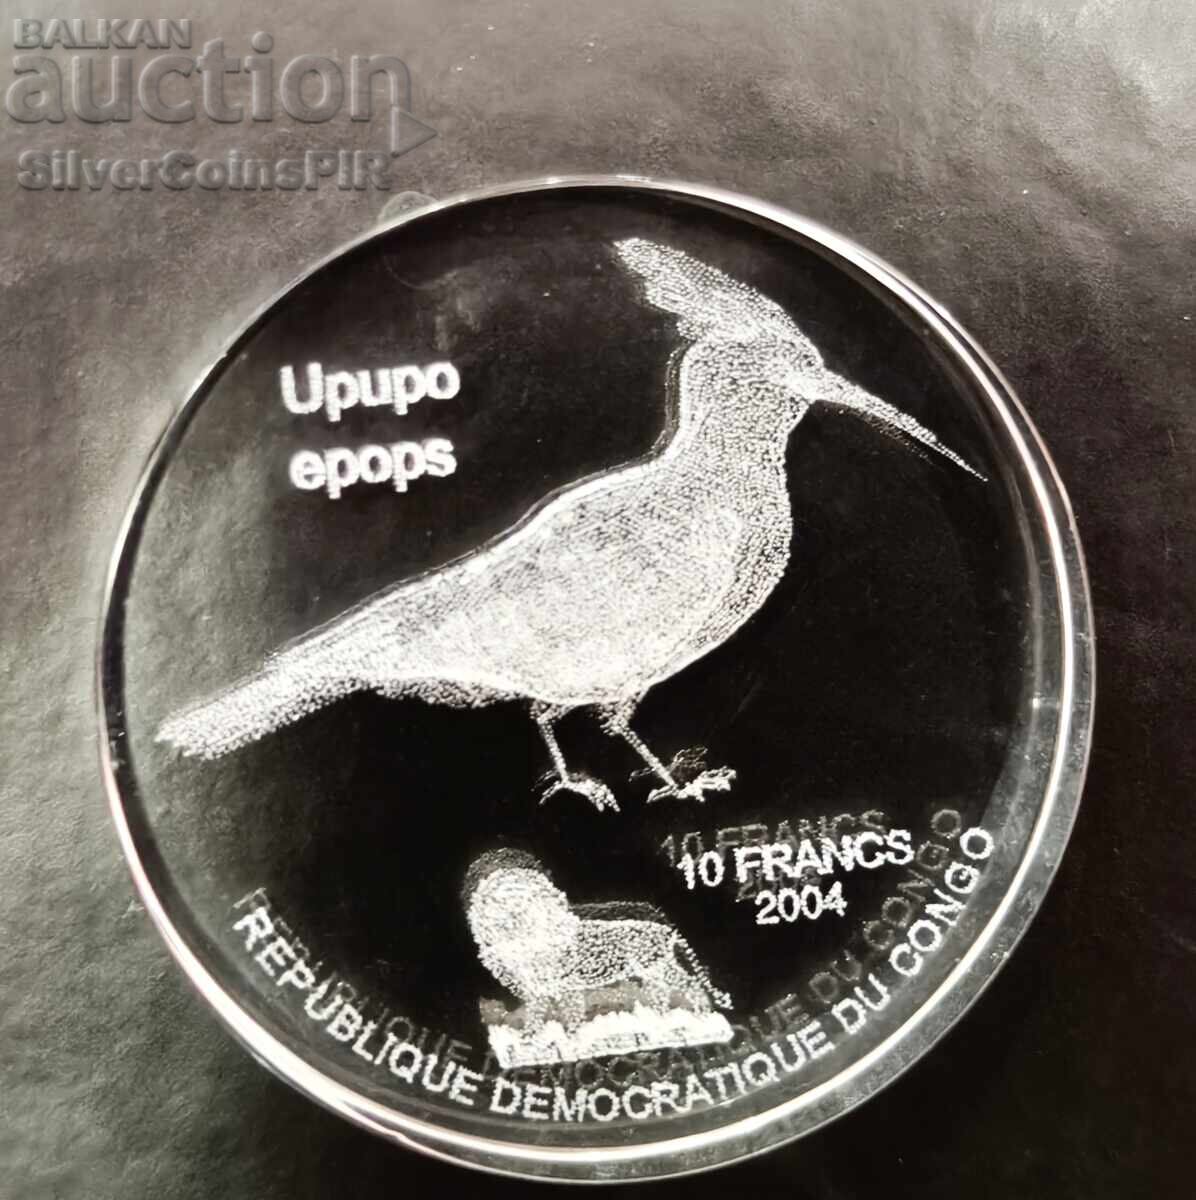 BALKAN
auction
SilverCoinsPIR
Upupo
epops
10 FRANCS
2004
REPUBLIQUE DEMOCRATIQUE DU CONGO